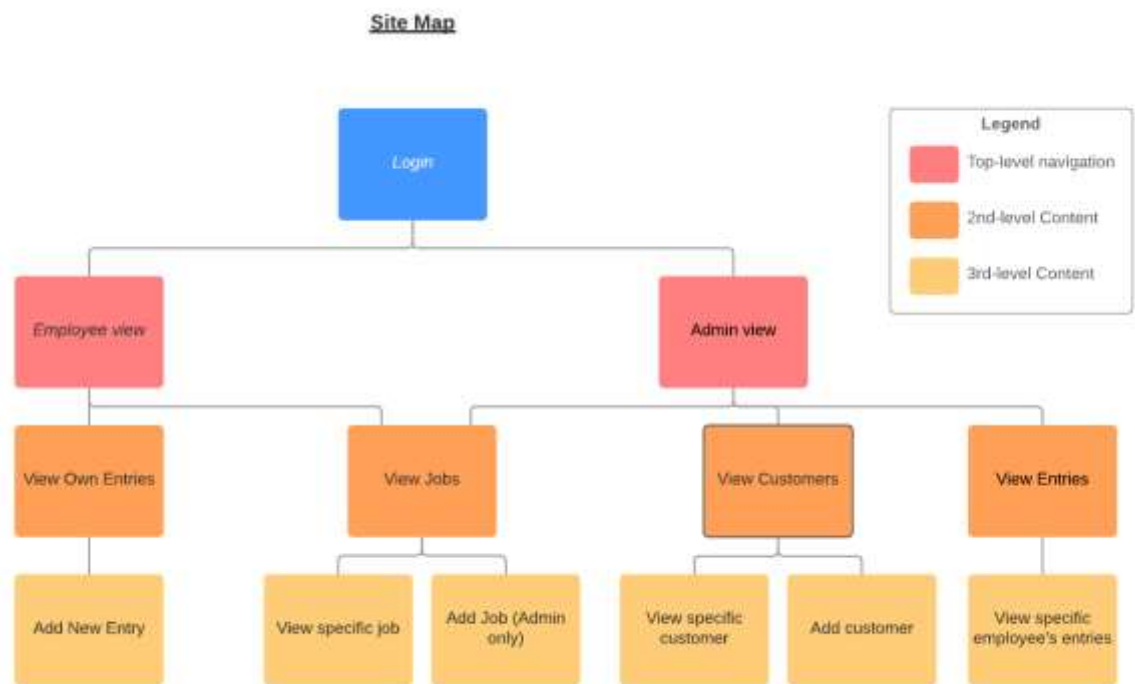 Site Map
Legend
Top-level navigation
2nd-level Content
3rd-level Content
Login
Employee view
Admin view
View Own Entries
View Jobs
View Customers
View Entries
Add New Entry
View specific job
Add Job (Admin
only)
View specific
customer
Add customer
View specific
employee's entries